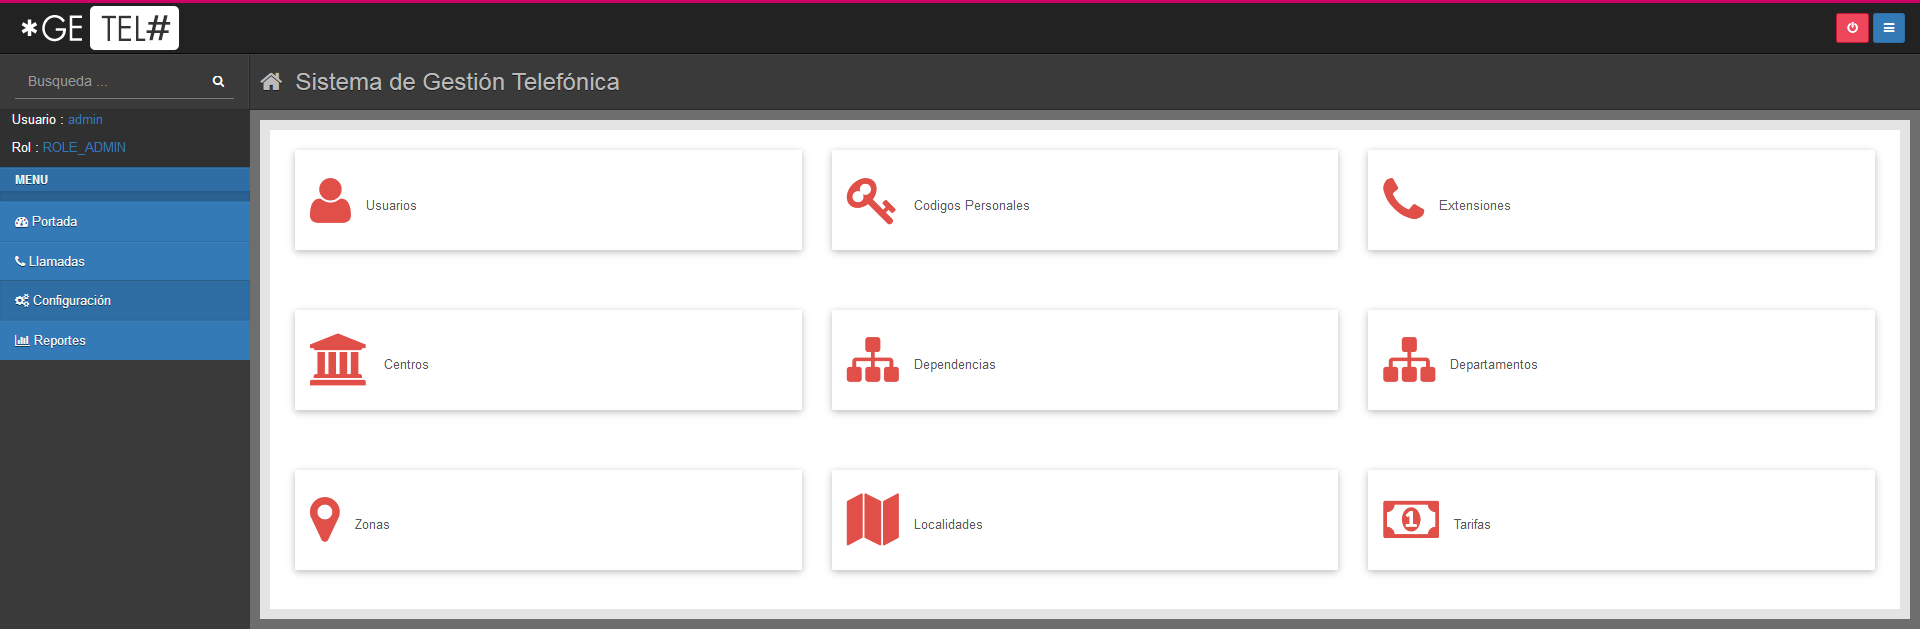 *GE TEL#
Busqueda ...
Sistema de Gestión Telefónica
Usuario : admin
Rol : ROLE_ADMIN
MENU
Portada
Llamadas
Configuración
Reportes
Usuarios
Codigos Personales
Extensiones
Centros
Dependencias
Departamentos
Zonas
Localidades
1
Tarifas